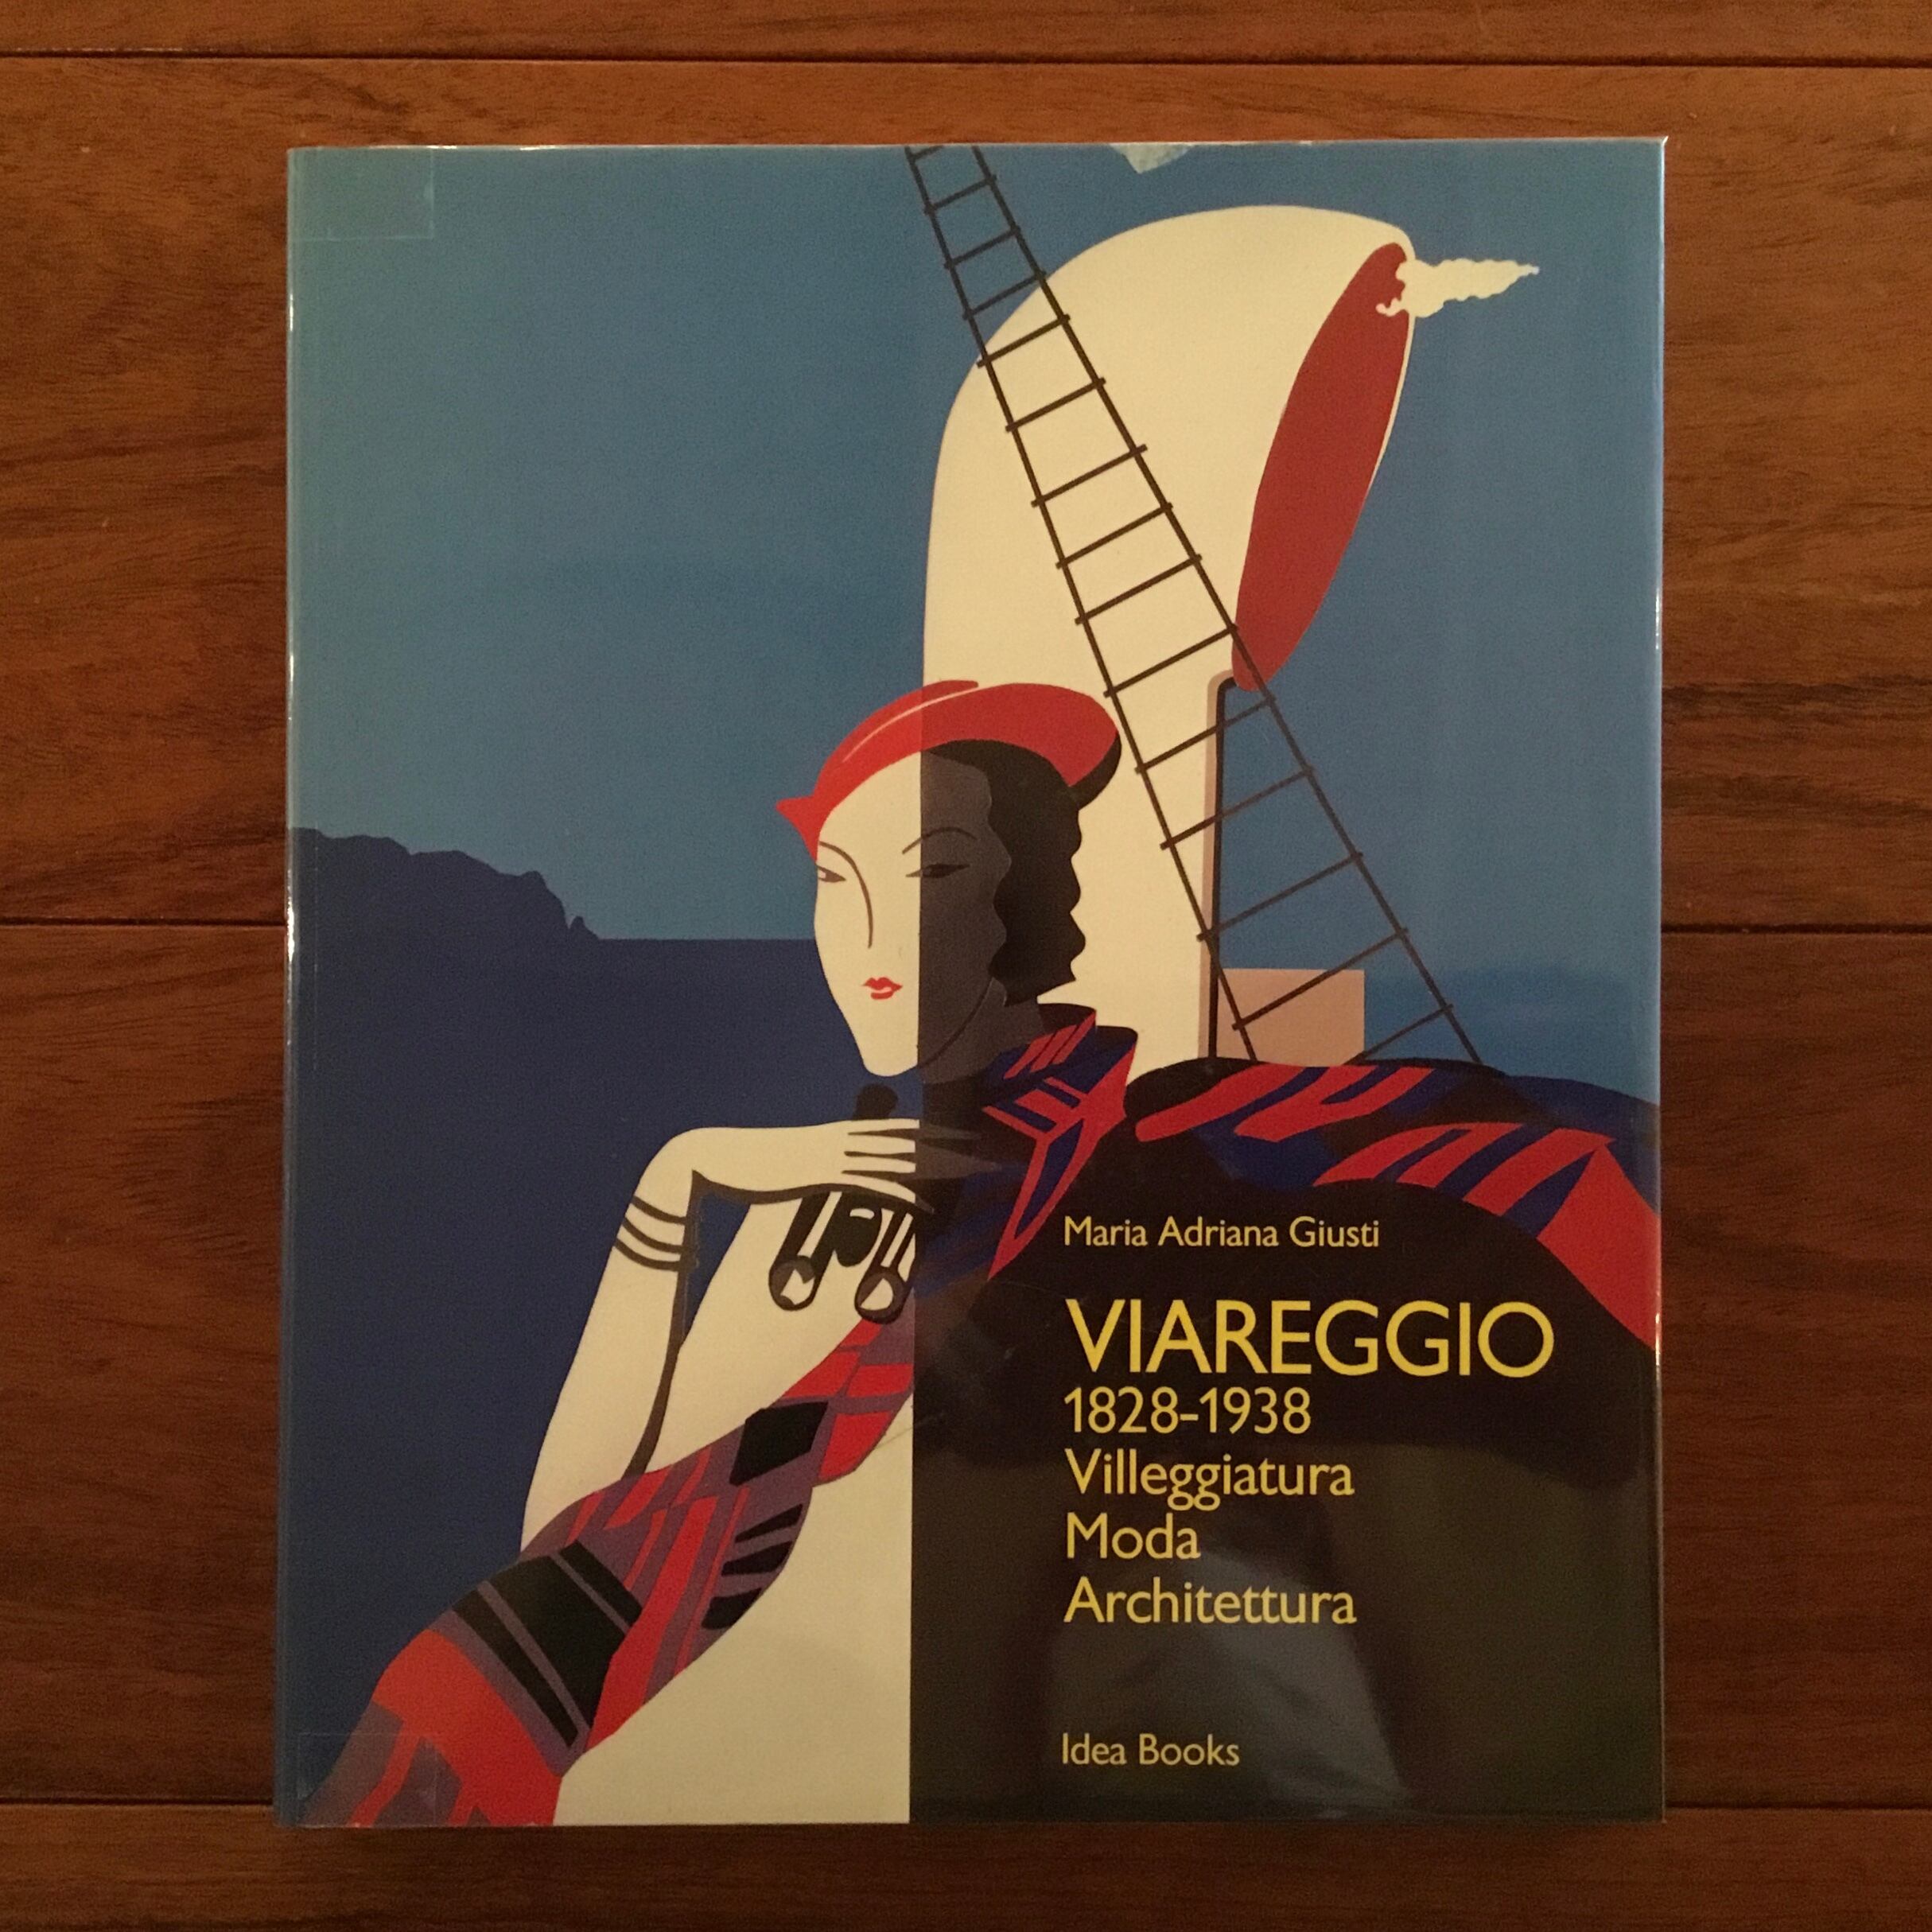 Maria Adriana Giusti
VIAREGGIO
1828-1938
Villeggiatura
Moda
Architettura
Idea Books